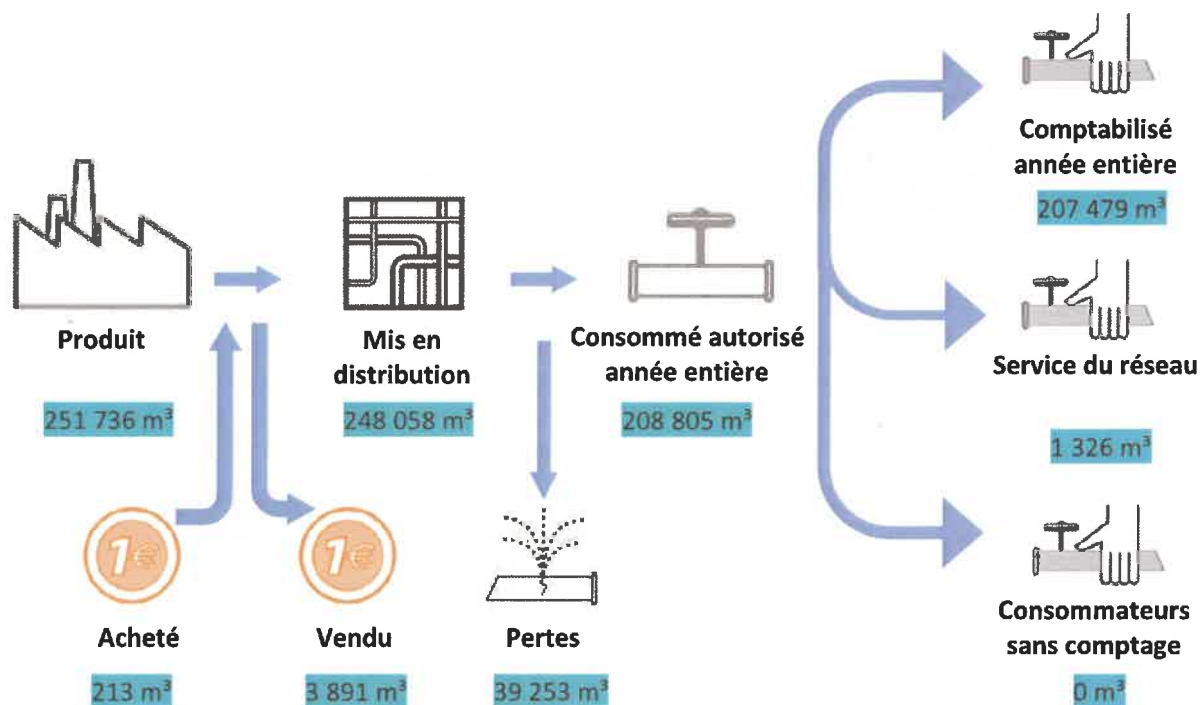 Comptabilisé
année entière
207 479 m³
Produit
251 736 m³
Mis en
distribution
248 058 m³
Consommé autorisé
année entière
208 805 m³
Service du réseau
1 326 m³
1€
Acheté
213 m³
1€
Vendu
3 891 m³
Pertes
39 253 m³
Consommateurs
sans comptage
0 m³